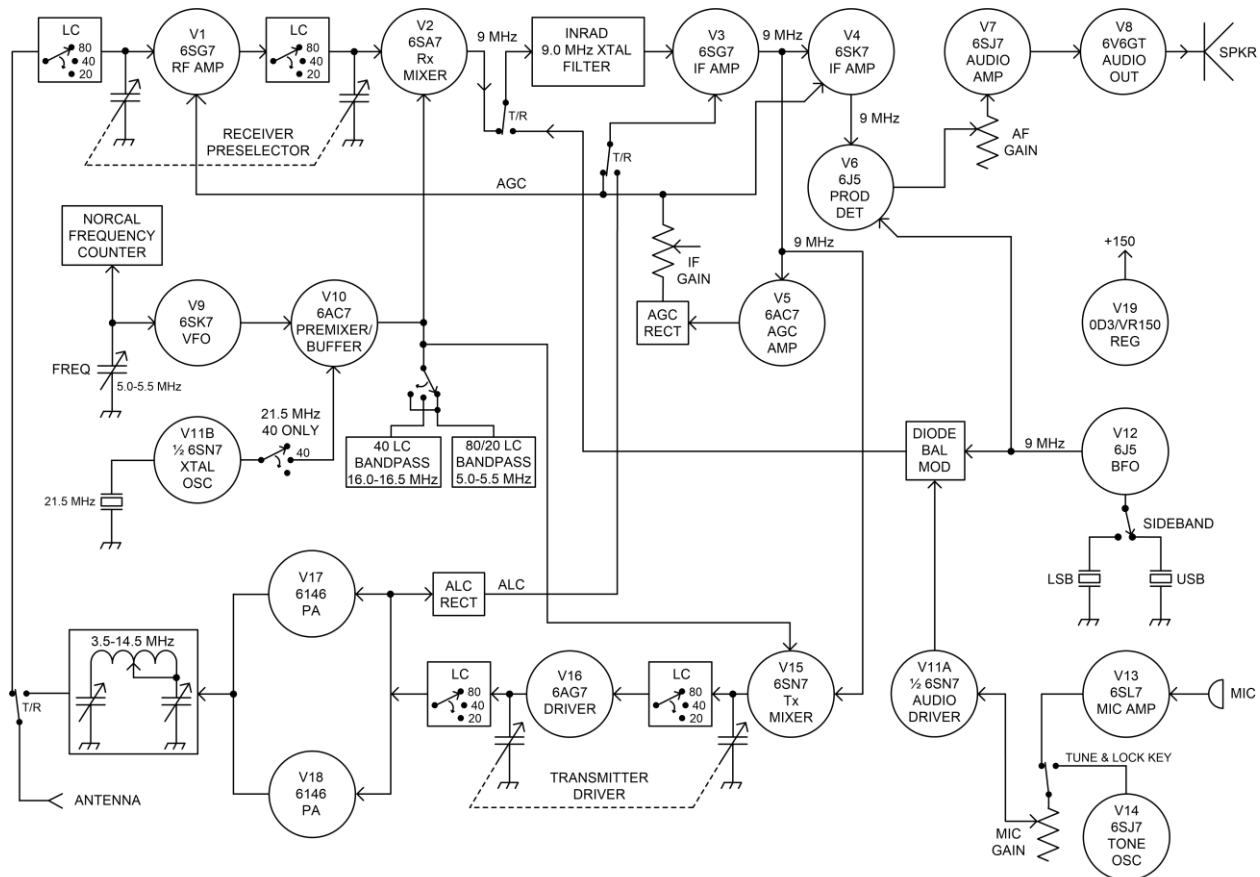 LC
80
40
20
V1
6SG7
RF AMP
LC
80
40
20
V2
6SA7
Rx
MIXER
9 MHz
INRAD
9.0 MHz XTAL
FILTER
V3
6SG7
IF AMP
9 MHz
V4
6SK7
IF AMP
V7
6SJ7
AUDIO
AMP
V8
6V6GT
AUDIO
OUT
SPKR
RECEIVER
PRESELECTOR
T/R
T/R
9 MHz
V6
6J5
PROD
DET
AF
GAIN
AGC
NORCAL
FREQUENCY
COUNTER
IF
GAIN
9 MHz
9 MHz
+150
V9
6SK7
VFO
V10
6AC7
PREMIXER/
BUFFER
AGC
RECT
V5
6AC7
AGC
AMP
V19
0D3/VR150
REG
FREQ
5.0-5.5 MHz
V11B
½ 6SN7
XTAL
OSC
21.5 MHz
40 ONLY
40
21.5 MHz
40 LC
BANDPASS
16.0-16.5 MHz
80/20 LC
BANDPASS
5.0-5.5 MHz
DIODE
BAL
MOD
9 MHz
V12
6J5
BFO
SIDEBAND
LSB
USB
V17
6146
PA
ALC
RECT
ALC
3.5-14.5 MHz
T/R
LC
80
40
20
V16
6AG7
DRIVER
LC
80
40
20
V15
6SN7
Tx
MIXER
V11A
½ 6SN7
AUDIO
DRIVER
V13
6SL7
MIC AMP
MIC
TUNE & LOCK KEY
V18
6146
PA
TRANSMITTER
DRIVER
ANTENNA
MIC
GAIN
V14
6SJ7
TONE
OSC